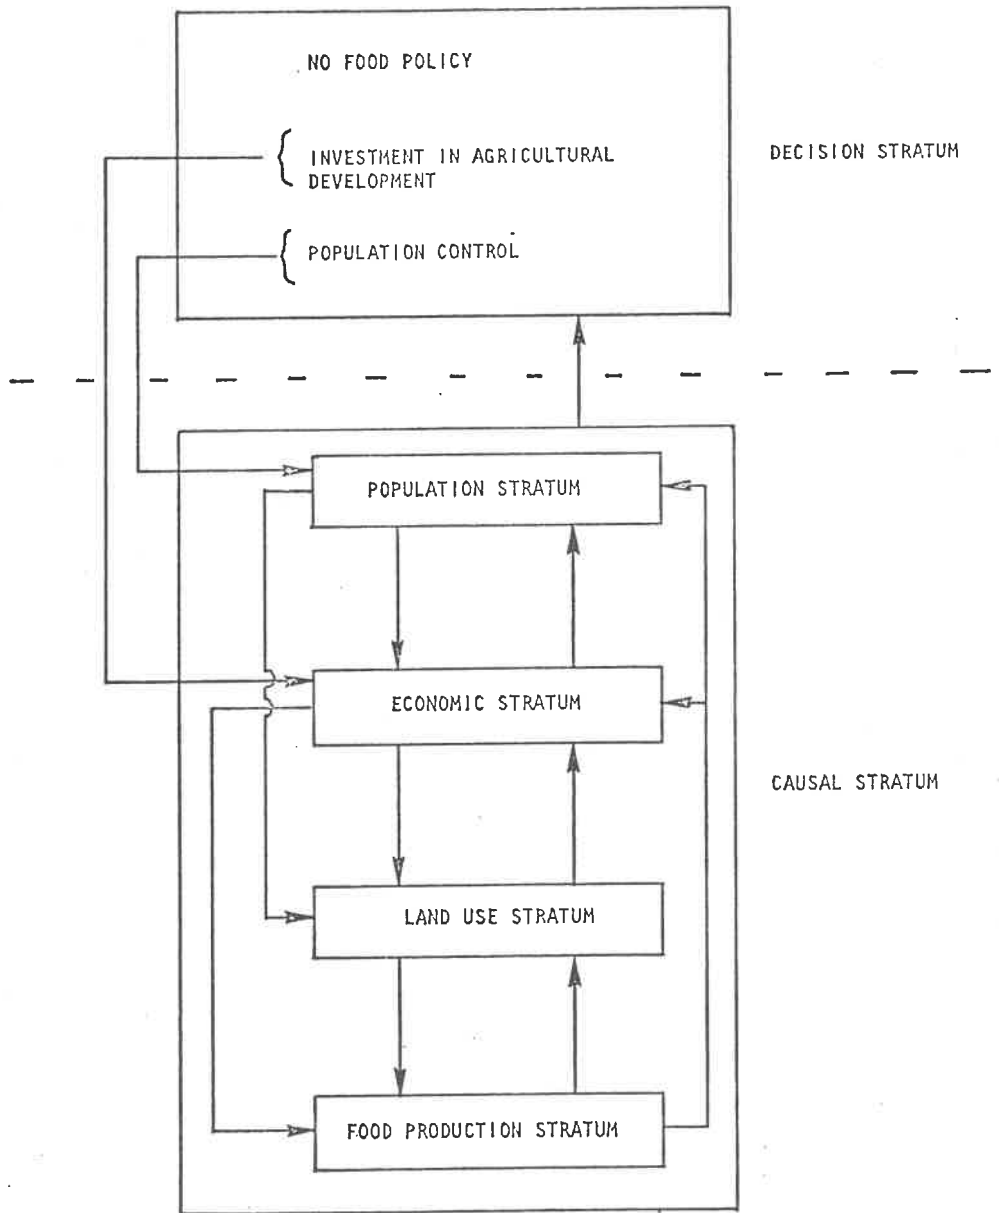 NO FOOD POLICY
INVESTMENT IN AGRICULTURAL
DEVELOPMENT
POPULATION CONTROL
DECISION STRATUM
POPULATION STRATUM
ECONOMIC STRATUM
CAUSAL STRATUM
LAND USE STRATUM
FOOD PRODUCTION STRATUM